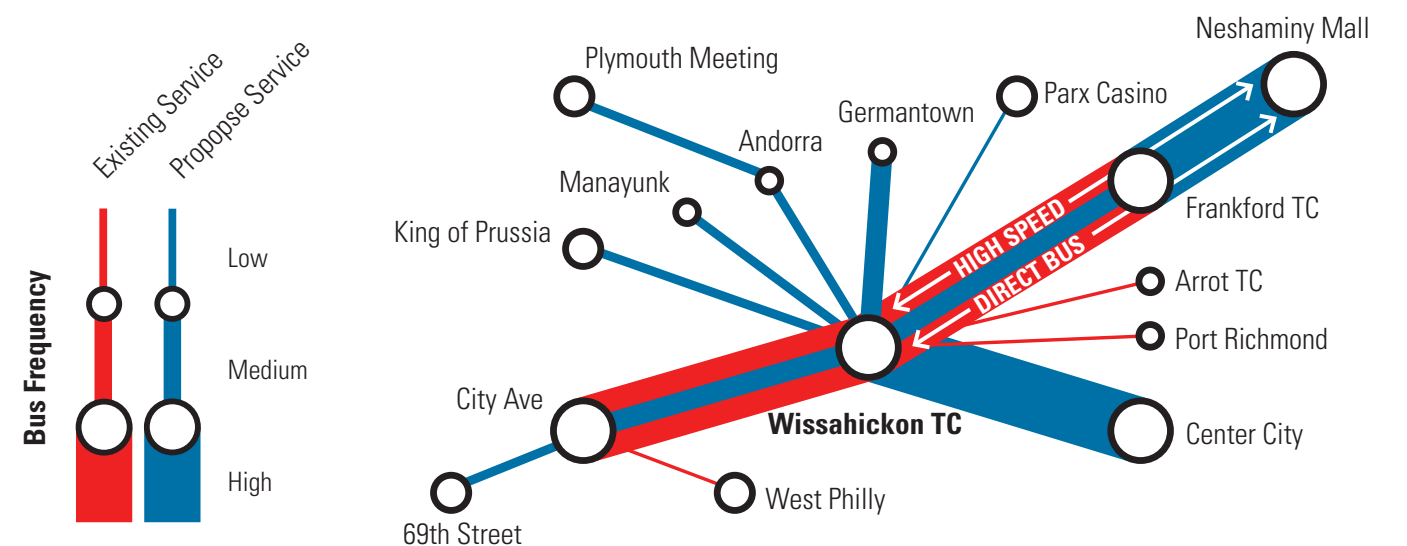 Existing Service
Propopse Service
Bus Frequency
Low
Medium
High
Neshaminy Mall
Plymouth Meeting
Parx Casino
Germantown
Andorra
Manayunk
King of Prussia
Frankford TC
HIGH SPEED
DIRECT BUS
Arrot TC
Port Richmond
City Ave
Wissahickon TC
Center City
West Philly
69th Street